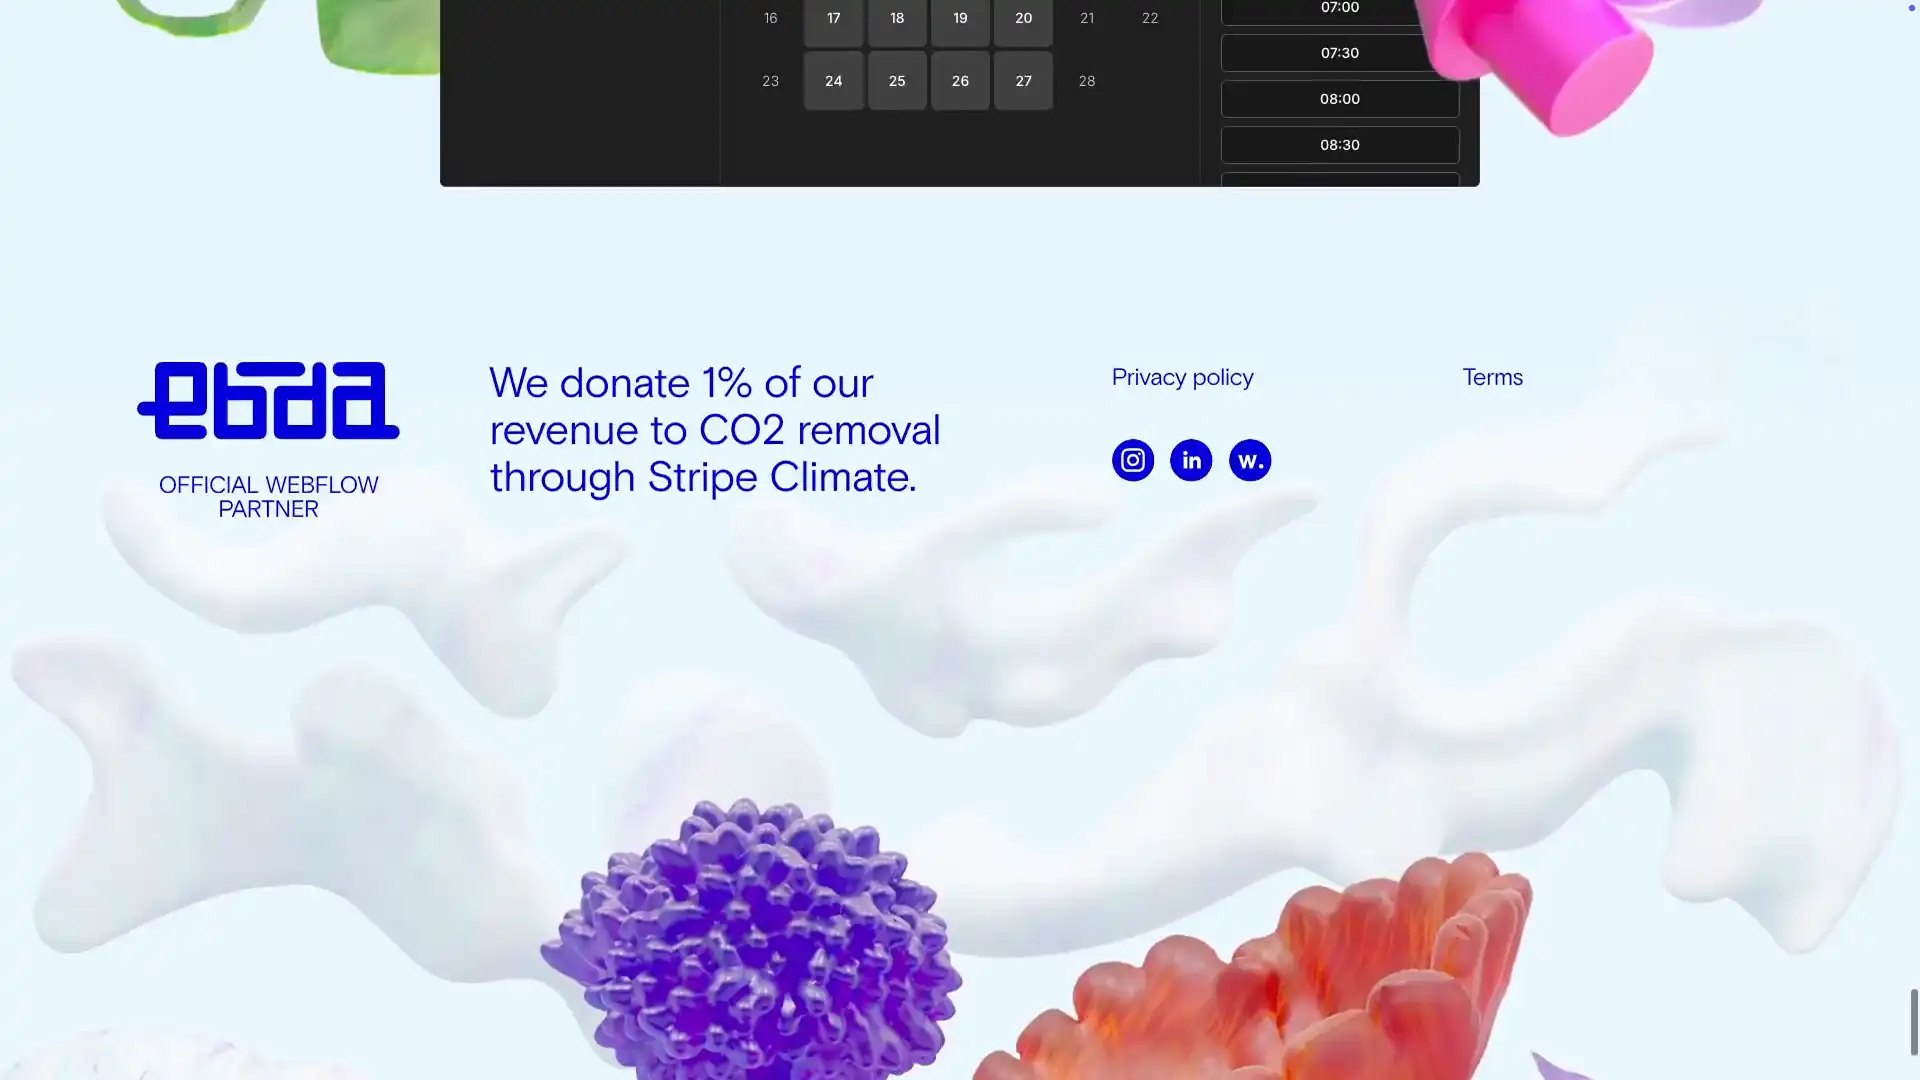 16 17 18 19 20 21 22
23 24 25 26 27 28
07:00
07:30
08:00
08:30
ebda
OFFICIAL WEBFLOW
PARTNER
We donate 1% of our
revenue to CO2 removal
through Stripe Climate.
Privacy policy
Terms
in
w.